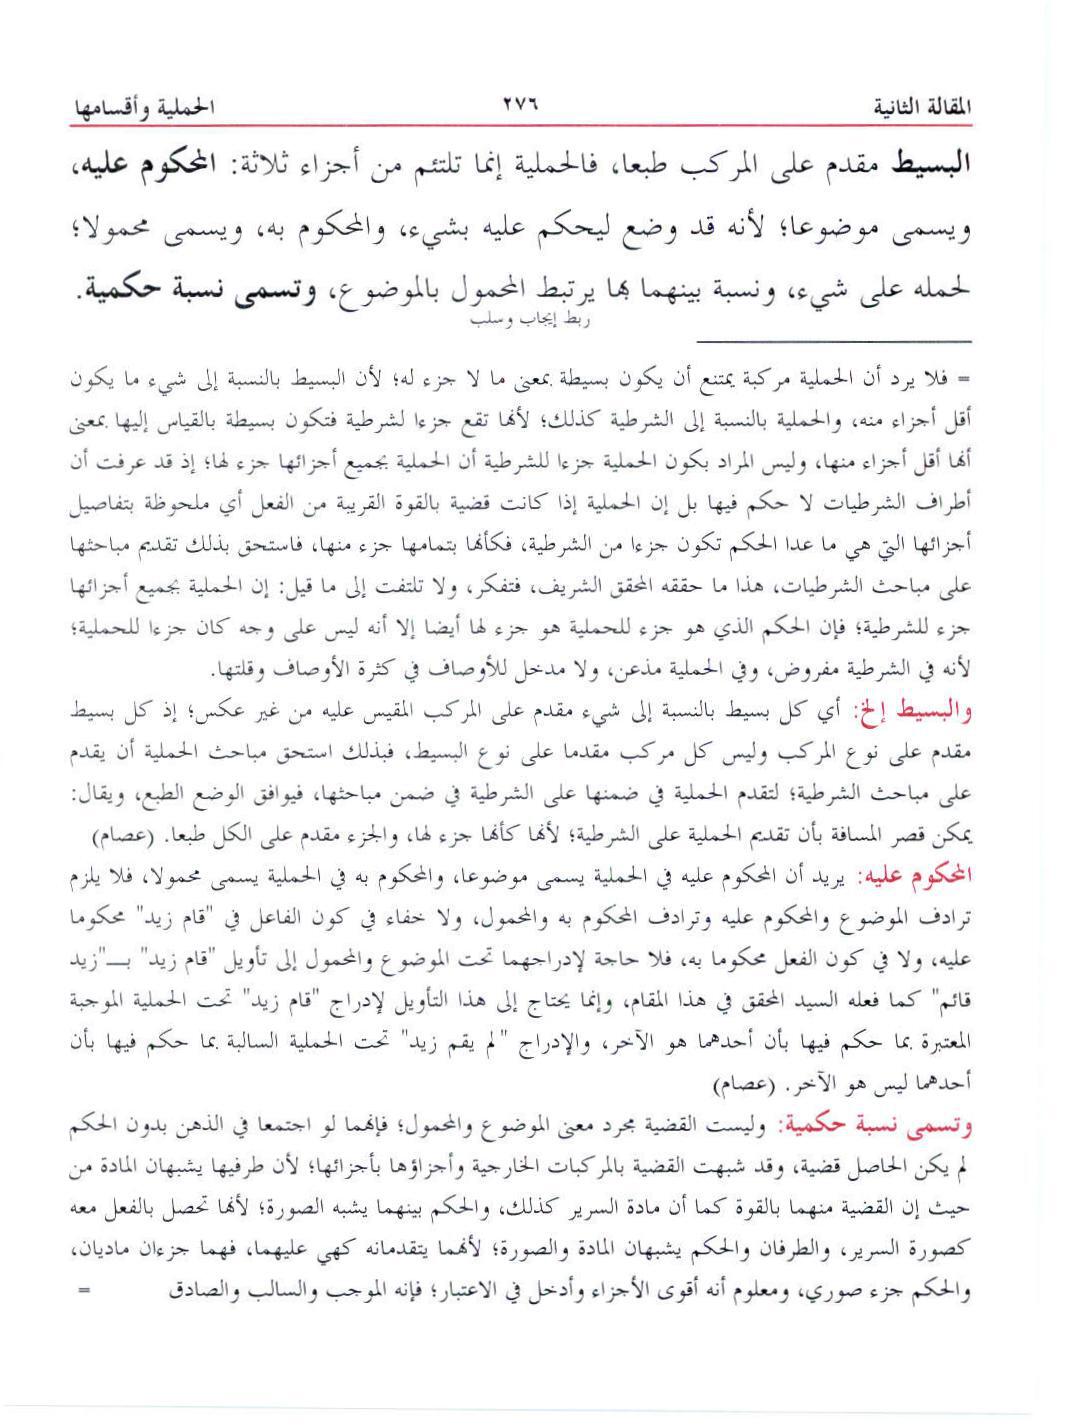 المقالة الثانية ٢٧٦ الحملية وأقسامها
البسيط مقدم على المركب طبعا، فالحملية إنما تلتئم من أجزاء ثلاثة: المحكوم عليه،
ويسمى موضوعا؛ لأنه قد وضع ليحكم عليه بشيء، والمحكوم به، ويسمى محمولا؛
لحمله على شيء، ونسبة بينهما بها يرتبط المحمول بالموضوع، وتسمى نسبة حكمية.
ربط إيجاب وسلب
= فلا يرد أن الحملية مركبة يمتنع أن يكون بسيطة بمعنى ما لا جزء له؛ لأن البسيط بالنسبة إلى شيء ما يكون
أقل أجزاء منه، والحملية بالنسبة إلى الشرطية كذلك؛ لأنها تقع جزءا لشرطية فتكون بسيطة بالقياس إليها بمعنى
أنها أقل أجزاء منها، وليس المراد بكون الحملية جزءا للشرطية أن الحملية بجميع أجزائها جزء لها؛ إذ قد عرفت أن
أطراف الشرطيات لا حكم فيها بل إن الحملية إذا كانت قضية بالقوة القريبة من الفعل أي ملحوظة بتفاصيل
أجزائها التي هي ما عدا الحكم تكون جزءا من الشرطية، فكأنها بتمامها جزء منها، فاستحق بذلك تقديم مباحثها
على مباحث الشرطيات، هذا ما حققه المحقق الشريف، فتفكر، ولا تلتفت إلى ما قيل: إن الحملية بجميع أجزائها
جزء للشرطية؛ فإن الحكم الذي هو جزء للحملية هو جزء لها أيضا إلا أنه ليس على وجه كان جزءا للحملية؛
لأنه في الشرطية مفروض، وفي الحملية مذعن، ولا مدخل للأوصاف في كثرة الأوصاف وقلتها.
والبسيط إلخ: أي كل بسيط بالنسبة إلى شيء مقدم على المركب المقيس عليه من غير عكس؛ إذ كل بسيط
مقدم على نوع المركب وليس كل مركب مقدما على نوع البسيط، فبذلك استحق مباحث الحملية أن يقدم
على مباحث الشرطية؛ لتقدم الحملية في ضمنها على الشرطية في ضمن مباحثها، فيوافق الوضع الطبع، ويقال:
يمكن قصر المسافة بأن تقديم الحملية على الشرطية؛ لأنها كأنها جزء لها، والجزء مقدم على الكل طبعا. (عصام)
المحكوم عليه: يريد أن المحكوم عليه في الحملية يسمى موضوعا، والمحكوم به في الحملية يسمى محمولا، فلا يلزم
ترادف الموضوع والمحكوم عليه وترادف المحكوم به والمحمول، ولا خفاء في كون الفاعل في "قام زيد" محكوما
عليه، ولا في كون الفعل محكوما به، فلا حاجة لإدراجهما تحت الموضوع والمحمول إلى تأويل "قام زيد" بــ"زيد
قائم" كما فعله السيد المحقق في هذا المقام، وإنما يحتاج إلى هذا التأويل لإدراج "قام زيد" تحت الحملية الموجبة
المعتبرة بما حكم فيها بأن أحدهما هو الآخر، والإدراج "لم يقم زيد" تحت الحملية السالبة بما حكم فيها بأن
أحدهما ليس هو الآخر. (عصام)
وتسمى نسبة حكمية: وليست القضية مجرد معنى الموضوع والمحمول؛ فإنهما لو اجتمعا في الذهن بدون الحكم
لم يكن الحاصل قضية، وقد شبهت القضية بالمركبات الخارجية وأجزاؤها بأجزائها؛ لأن طرفيها يشبهان المادة من
حيث إن القضية منهما بالقوة كما أن مادة السرير كذلك، والحكم بينهما يشبه الصورة؛ لأنها تحصل بالفعل معه
كصورة السرير، والطرفان والحكم يشبهان المادة والصورة؛ لأنهما يتقدمانه كهي عليهما، فهما جزءان ماديان،
والحكم جزء صوري، ومعلوم أنه أقوى الأجزاء وأدخل في الاعتبار؛ فإنه الموجب والسالب والصادق =